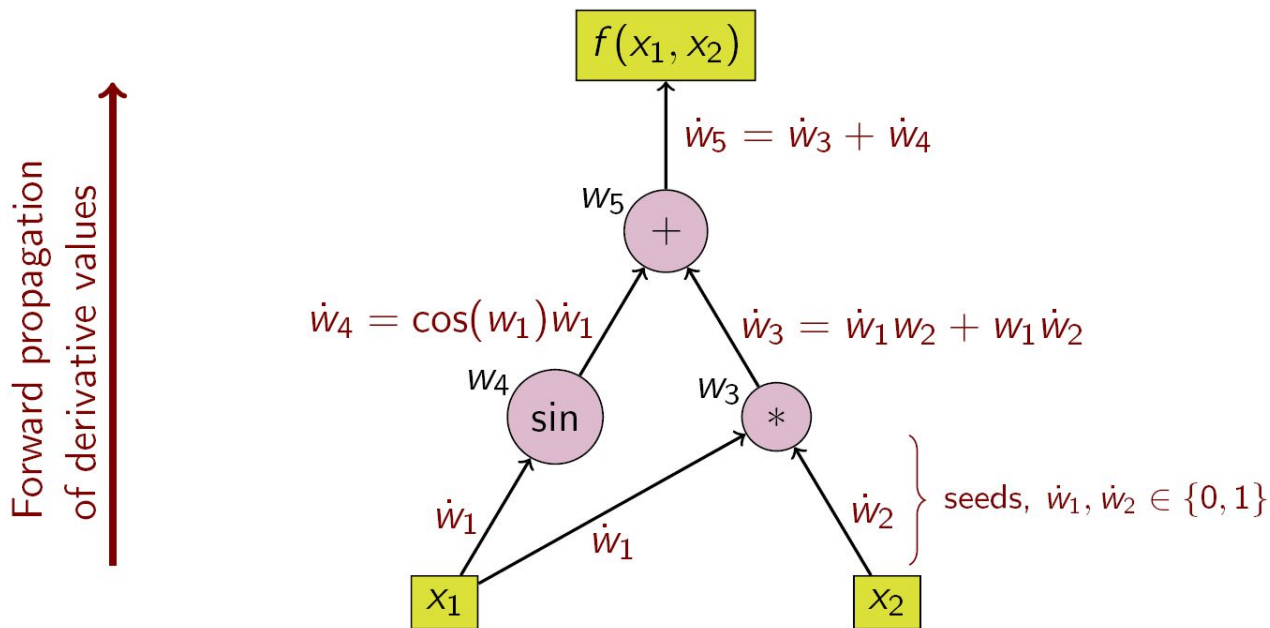 f(x₁, x₂)
ẇ₅ = ẇ₃ + ẇ₄
w₅
+
Forward propagation
of derivative values
ẇ₄ = cos(w₁)ẇ₁
ẇ₃ = ẇ₁w₂ + w₁ẇ₂
w₄
sin
w₃
*
ẇ₁
ẇ₁
ẇ₂
seeds, ẇ₁, ẇ₂ ∈ {0, 1}
x₁
x₂